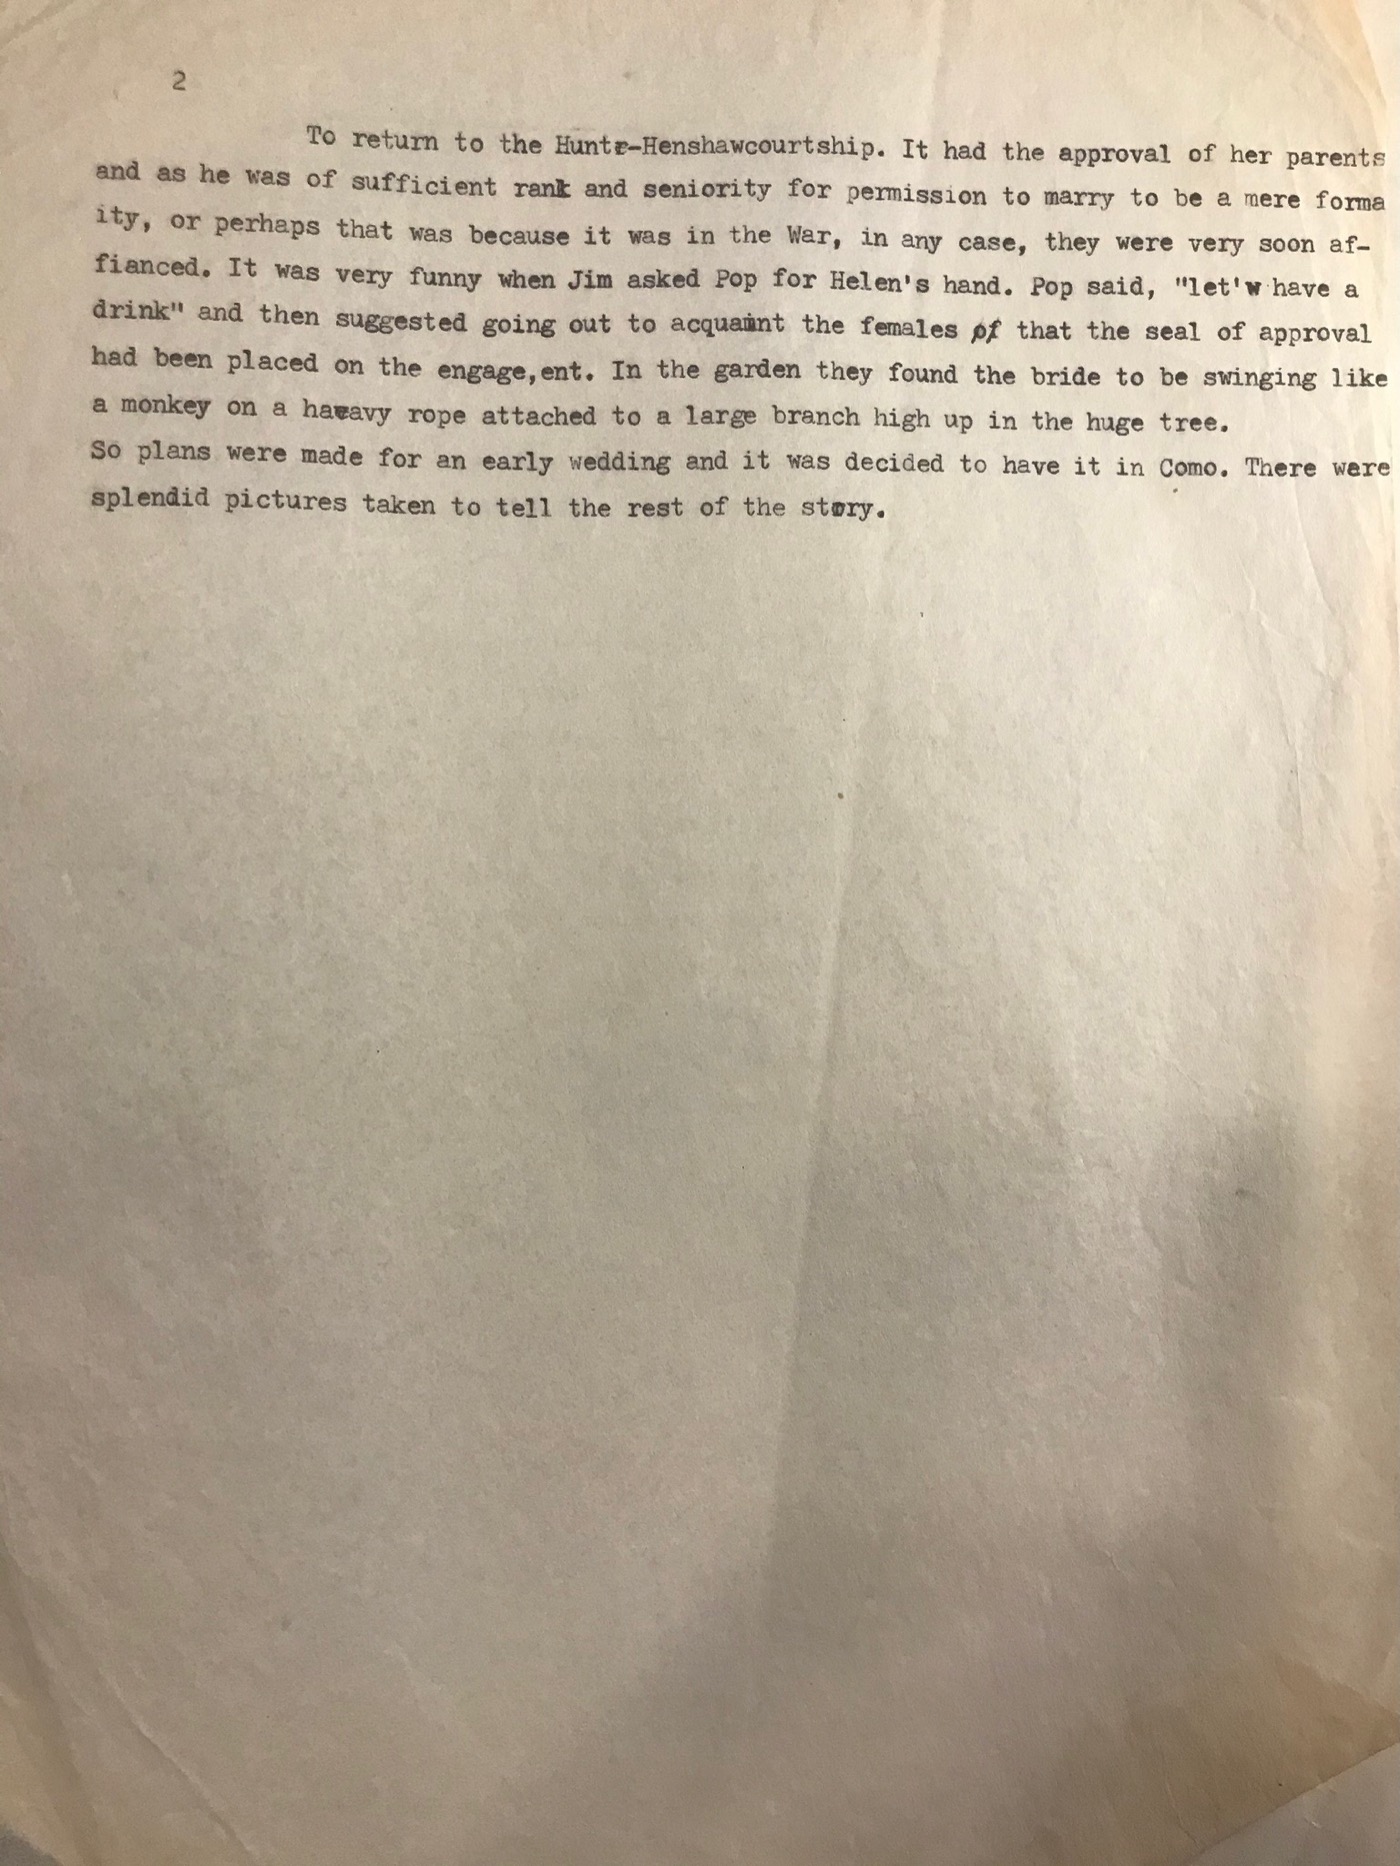 2
To return to the Hunte-Henshawcourtship. It had the approval of her parents
and as he was of sufficient rank and seniority for permission to marry to be a mere forma
ity, or perhaps that was because it was in the War, in any case, they were very soon af-
fianced. It was very funny when Jim asked Pop for Helen's hand. Pop said, "let'w have a
drink" and then suggested going out to acquaint the females of that the seal of approval
had been placed on the engage,ent. In the garden they found the bride to be swinging like
a monkey on a haeavy rope attached to a large branch high up in the huge tree.
So plans were made for an early wedding and it was decided to have it in Como. There were
splendid pictures taken to tell the rest of the story.